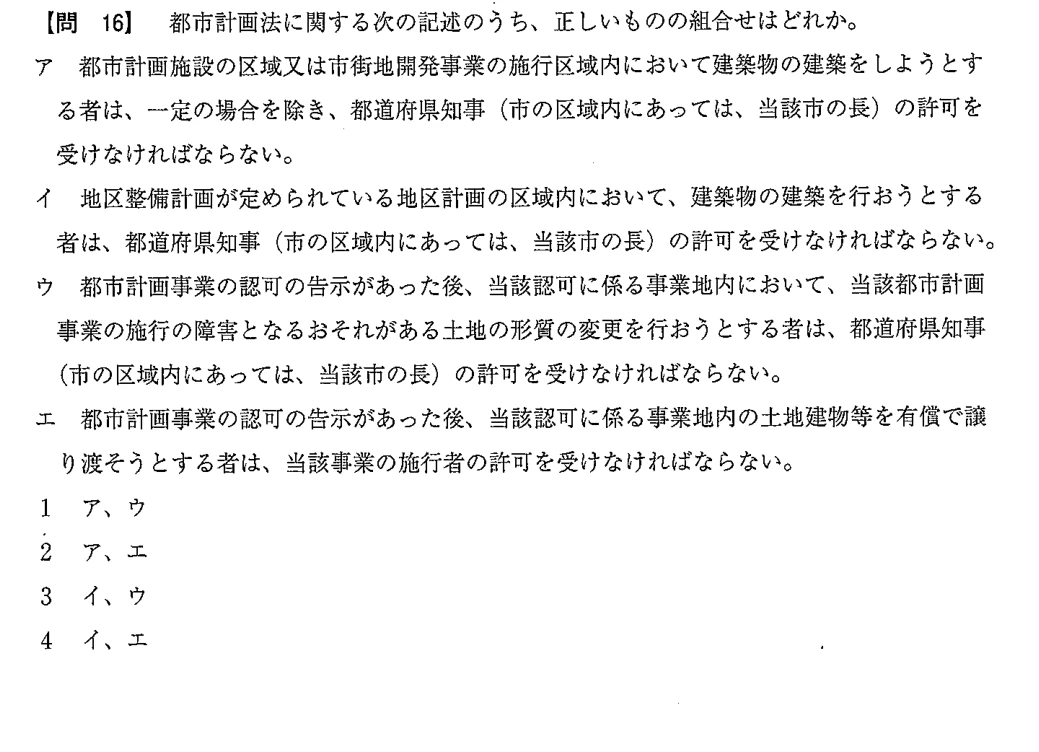 【問 16】 都市計画法に関する次の記述のうち、正しいものの組合せはどれか。
ア 都市計画施設の区域又は市街地開発事業の施行区域内において建築物の建築をしようとす
る者は、一定の場合を除き、都道府県知事（市の区域内にあっては、当該市の長）の許可を
受けなければならない。
イ 地区整備計画が定められている地区計画の区域内において、建築物の建築を行おうとする
者は、都道府県知事（市の区域内にあっては、当該市の長）の許可を受けなければならない。
ウ 都市計画事業の認可の告示があった後、当該認可に係る事業地内において、当該都市計画
事業の施行の障害となるおそれがある土地の形質の変更を行おうとする者は、都道府県知事
（市の区域内にあっては、当該市の長）の許可を受けなければならない。
エ 都市計画事業の認可の告示があった後、当該認可に係る事業地内の土地建物等を有償で譲
り渡そうとする者は、当該事業の施行者の許可を受けなければならない。
1 ア、ウ
2 ア、エ
3 イ、ウ
4 イ、エ